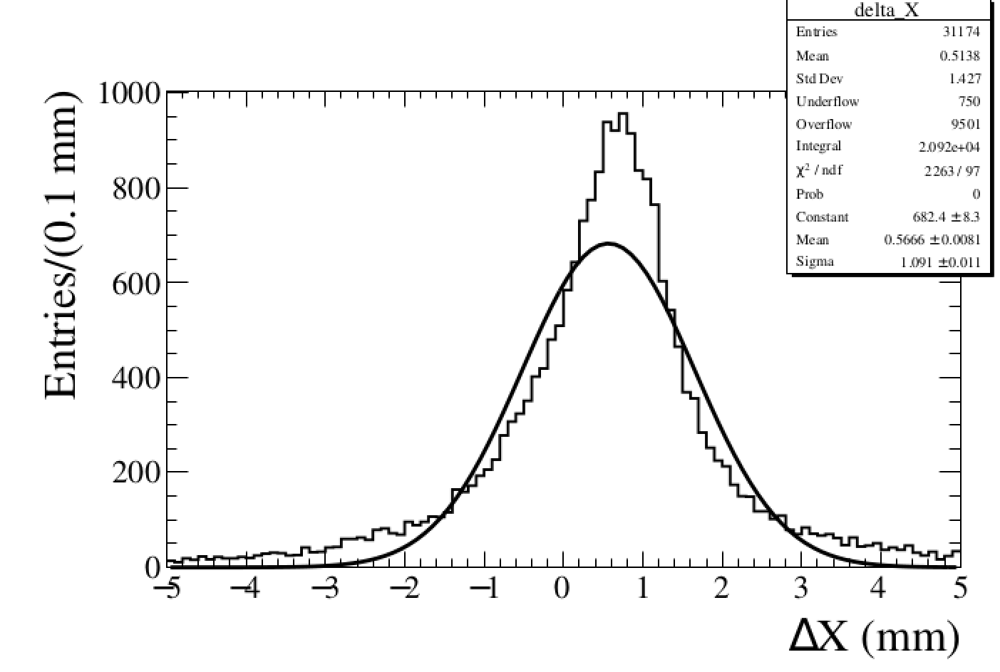 delta_X
Entries 31174
Mean 0.5138
Std Dev 1.427
Underflow 750
Overflow 9501
Integral 2.092e+04
χ² / ndf 2263 / 97
Prob 0
Constant 682.4 ±8.3
Mean 0.5666 ±0.0081
Sigma 1.091 ±0.011
Entries/(0.1 mm)
1000
800
600
400
200
0
−5 −4 −3 −2 −1 0 1 2 3 4 5
ΔX (mm)